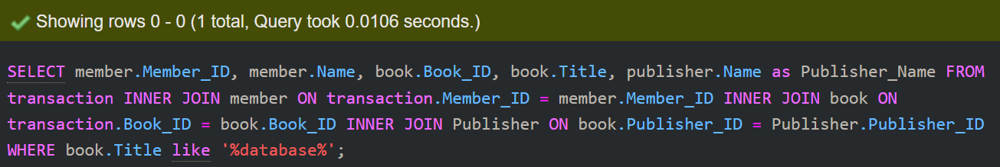 Showing rows 0 - 0 (1 total, Query took 0.0106 seconds.)
SELECT member.Member_ID, member.Name, book.Book_ID, book.Title, publisher.Name as Publisher_Name FROM
transaction INNER JOIN member ON transaction.Member_ID = member.Member_ID INNER JOIN book ON
transaction.Book_ID = book.Book_ID INNER JOIN Publisher ON book.Publisher_ID = Publisher.Publisher_ID
WHERE book.Title like '%database%';